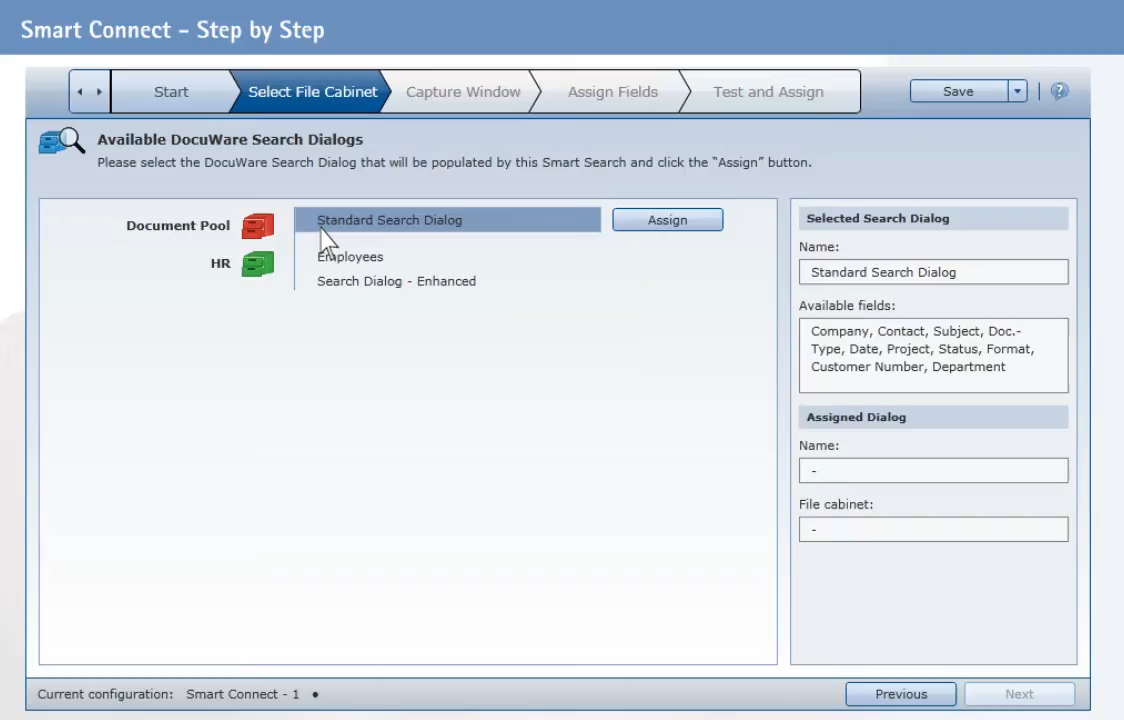 Smart Connect - Step by Step
Start
Select File Cabinet
Capture Window
Assign Fields
Test and Assign
Save
?
Available DocuWare Search Dialogs
Please select the DocuWare Search Dialog that will be populated by this Smart Search and click the "Assign" button.
Document Pool
Standard Search Dialog
Assign
HR
Employees
Search Dialog - Enhanced
Selected Search Dialog
Name:
Standard Search Dialog
Available fields:
Company, Contact, Subject, Doc.-
Type, Date, Project, Status, Format,
Customer Number, Department
Assigned Dialog
Name:
-
File cabinet:
-
Current configuration: Smart Connect - 1 •
Previous
Next